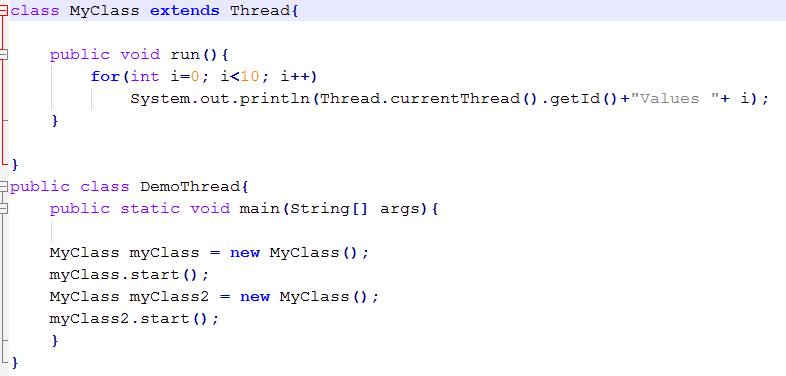 class MyClass extends Thread{
public void run(){
for(int i=0; i<10; i++)
System.out.println(Thread.currentThread().getId()+"Values "+ i);
}
}
public class DemoThread{
public static void main(String[] args){
MyClass myClass = new MyClass();
myClass.start();
MyClass myClass2 = new MyClass();
myClass2.start();
}
}